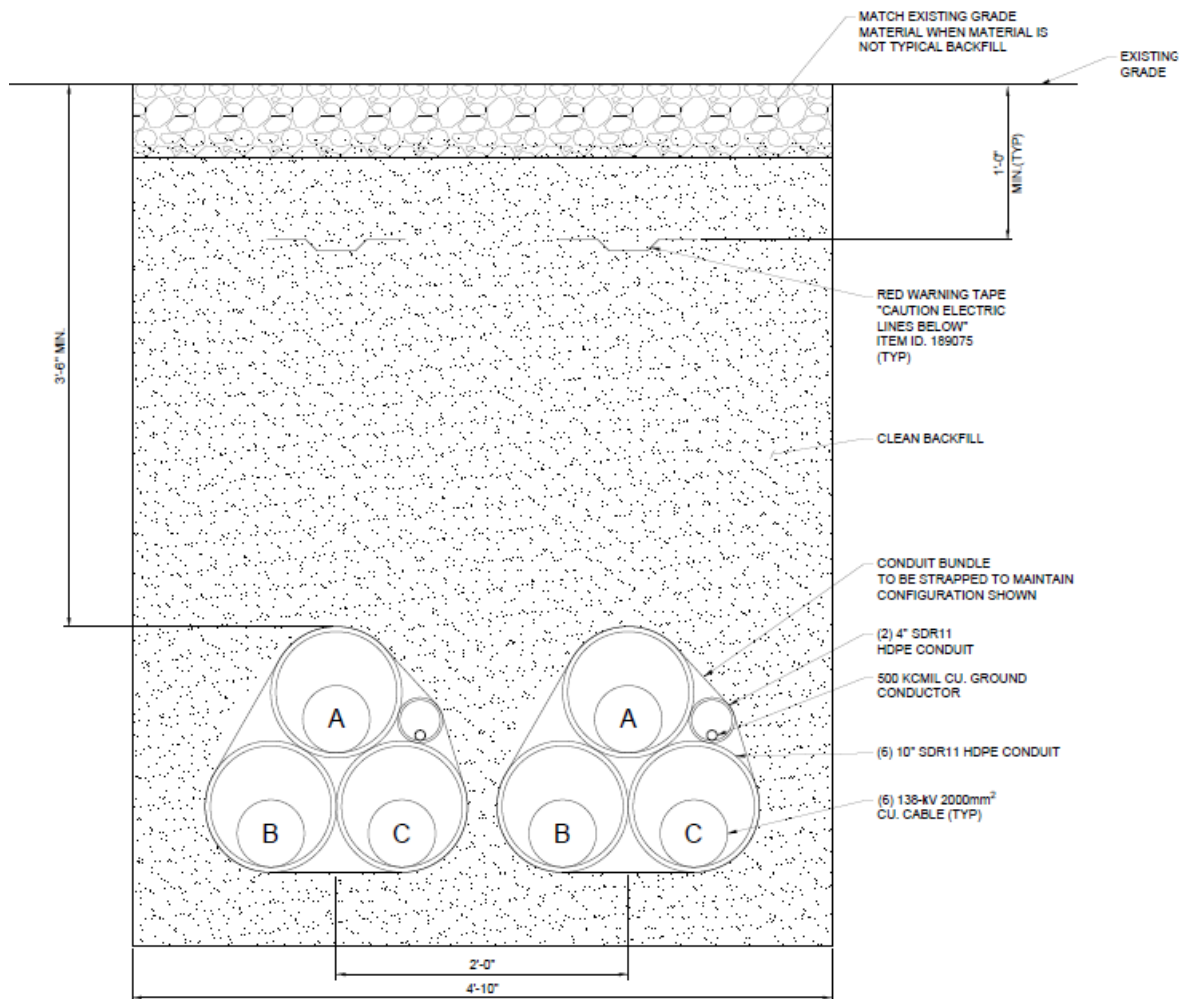 MATCH EXISTING GRADE
MATERIAL WHEN MATERIAL IS
NOT TYPICAL BACKFILL
EXISTING
GRADE
1'-0"
MIN.(TYP)
RED WARNING TAPE
"CAUTION ELECTRIC
LINES BELOW"
ITEM ID. 189075
(TYP)
3'-6" MIN.
CLEAN BACKFILL
CONDUIT BUNDLE
TO BE STRAPPED TO MAINTAIN
CONFIGURATION SHOWN
(2) 4" SDR11
HDPE CONDUIT
500 KCMIL CU. GROUND
CONDUCTOR
(6) 10" SDR11 HDPE CONDUIT
(6) 138-kV 2000mm²
CU. CABLE (TYP)
A
A
B
C
B
C
2'-0"
4'-10"